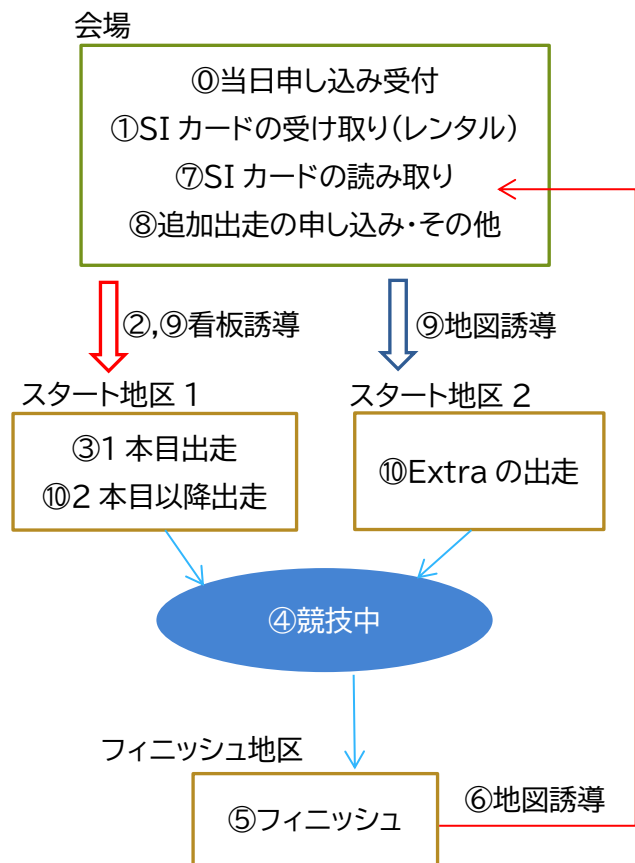 会場
⓪当日申し込み受付
①SI カードの受け取り(レンタル)
⑦SI カードの読み取り
⑧追加出走の申し込み・その他
②,⑨看板誘導
⑨地図誘導
スタート地区 1
スタート地区 2
③1 本目出走
⑩2 本目以降出走
⑩Extra の出走
④競技中
フィニッシュ地区
⑤フィニッシュ
⑥地図誘導